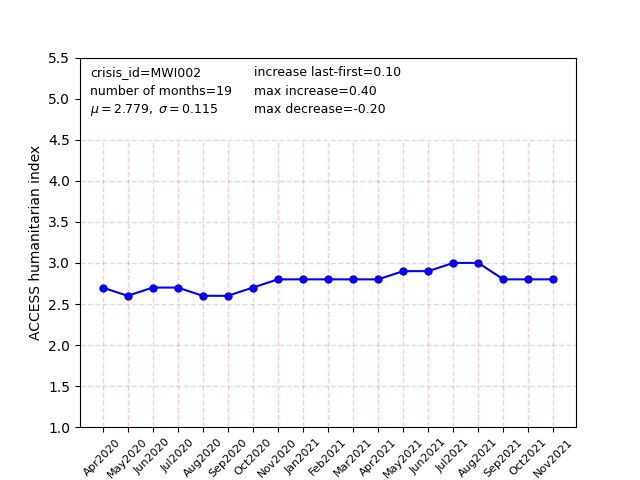 crisis_id=MWI002
number of months=19
μ = 2.779, σ = 0.115
increase last-first=0.10
max increase=0.40
max decrease=-0.20
ACCESS humanitarian index
5.5
5.0
4.5
4.0
3.5
3.0
2.5
2.0
1.5
1.0
Apr2020
May2020
Jun2020
Jul2020
Aug2020
Sep2020
Oct2020
Nov2020
Jan2021
Feb2021
Mar2021
Apr2021
May2021
Jun2021
Jul2021
Aug2021
Sep2021
Oct2021
Nov2021